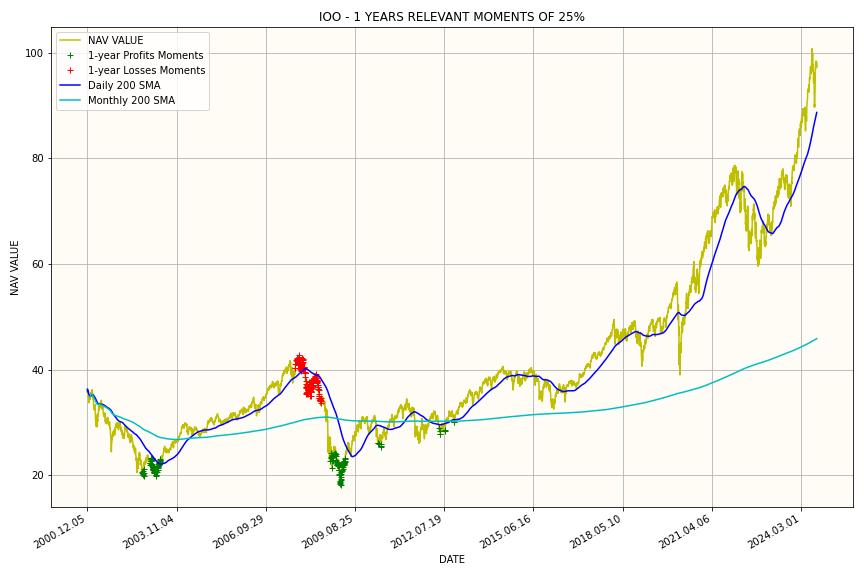 IOO - 1 YEARS RELEVANT MOMENTS OF 25%
NAV VALUE
1-year Profits Moments
1-year Losses Moments
Daily 200 SMA
Monthly 200 SMA
100
80
60
40
20
NAV VALUE
2000.12.05
2003.11.04
2006.09.29
2009.08.25
2012.07.19
2015.06.16
2018.05.10
2021.04.06
2024.03.01
DATE